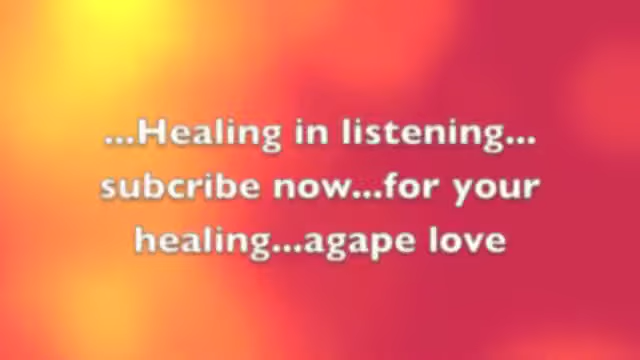 ...Healing in listening...
subcribe now...for your
healing...agape love